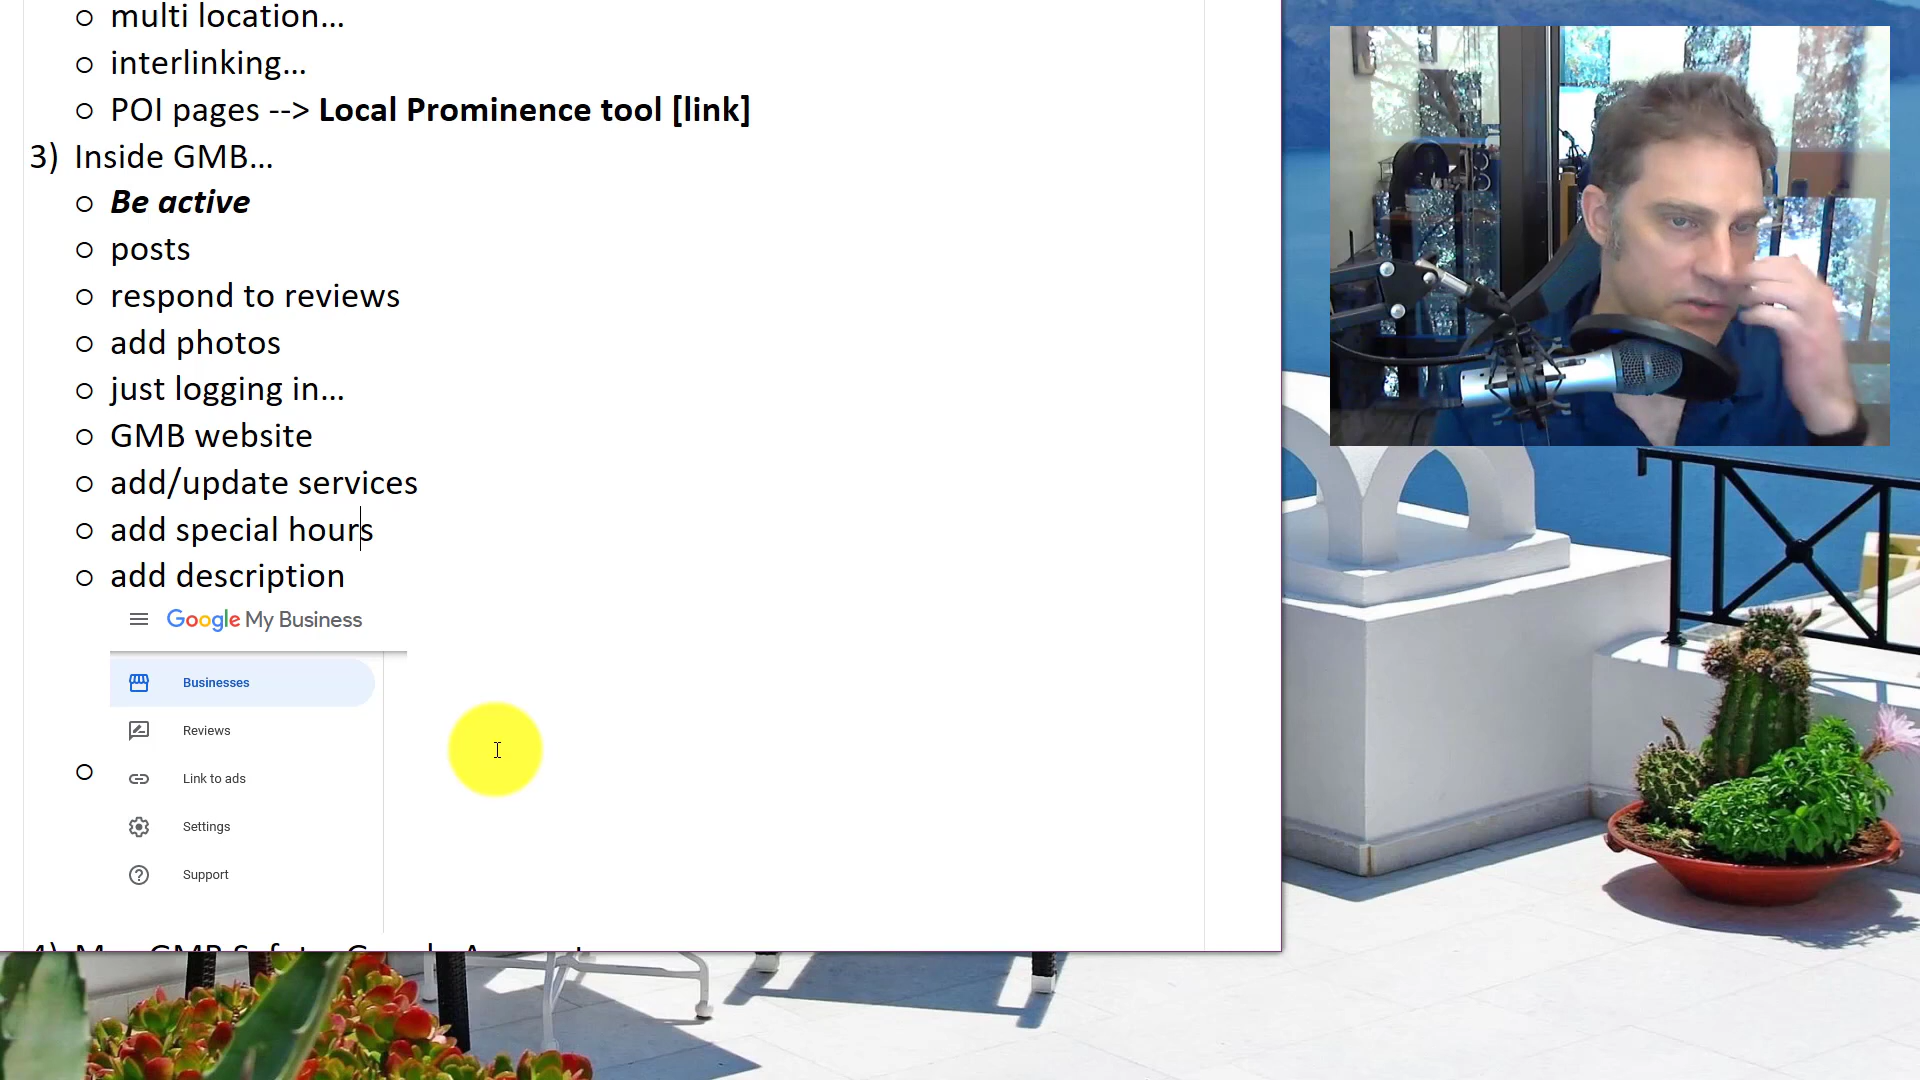 ○ multi location...
○ interlinking...
○ POI pages --> Local Prominence tool [link]
3) Inside GMB...
○ Be active
○ posts
○ respond to reviews
○ add photos
○ just logging in...
○ GMB website
○ add/update services
○ add special hours
○ add description
Google My Business
Businesses
Reviews
○ Link to ads
Settings
Support